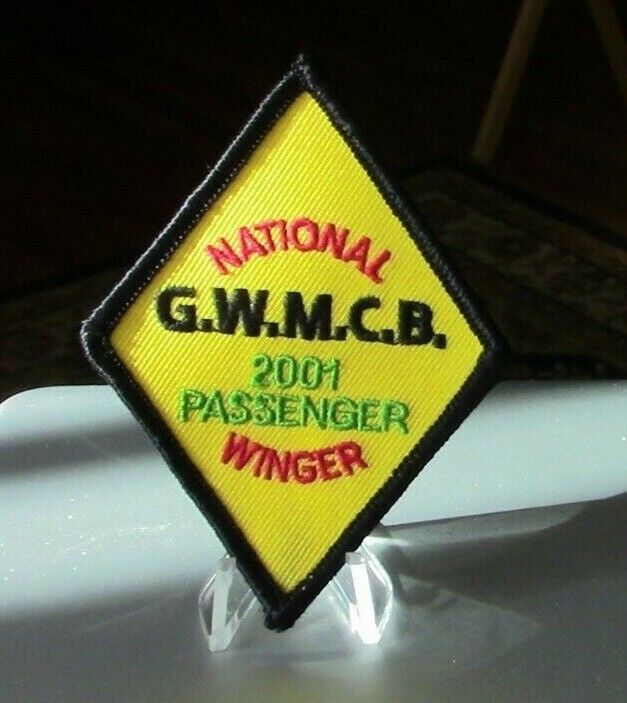 NATIONAL
G.W.M.C.B.
2001
PASSENGER
WINGER